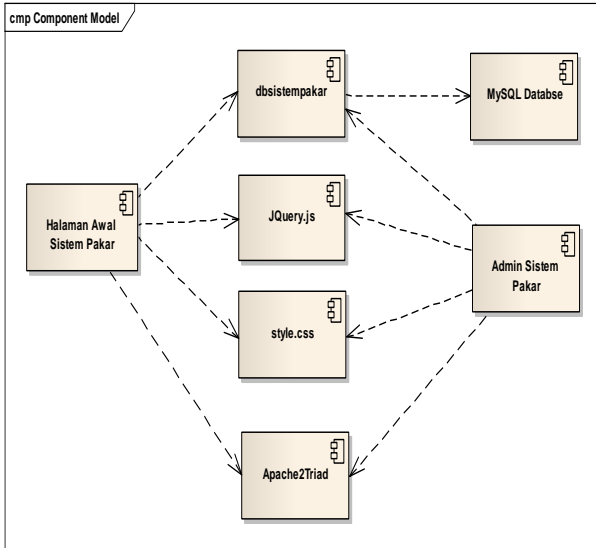 cmp Component Model
dbsistempakar
MySQL Databse
Halaman Awal
Sistem Pakar
JQuery.js
Admin Sistem
Pakar
style.css
Apache2Triad